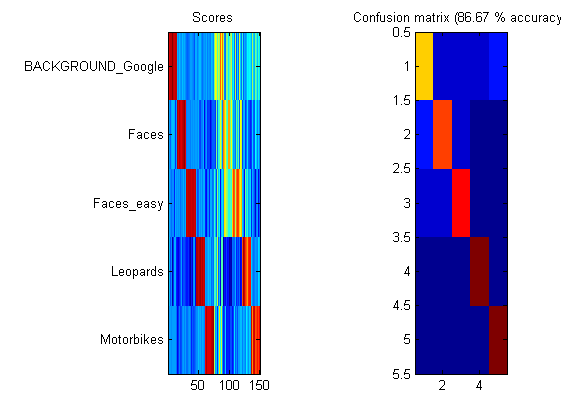 Scores
BACKGROUND_Google
Faces
Faces_easy
Leopards
Motorbikes
50 100 150
Confusion matrix (86.67 % accuracy
0.5
1
1.5
2
2.5
3
3.5
4
4.5
5
5.5
2 4